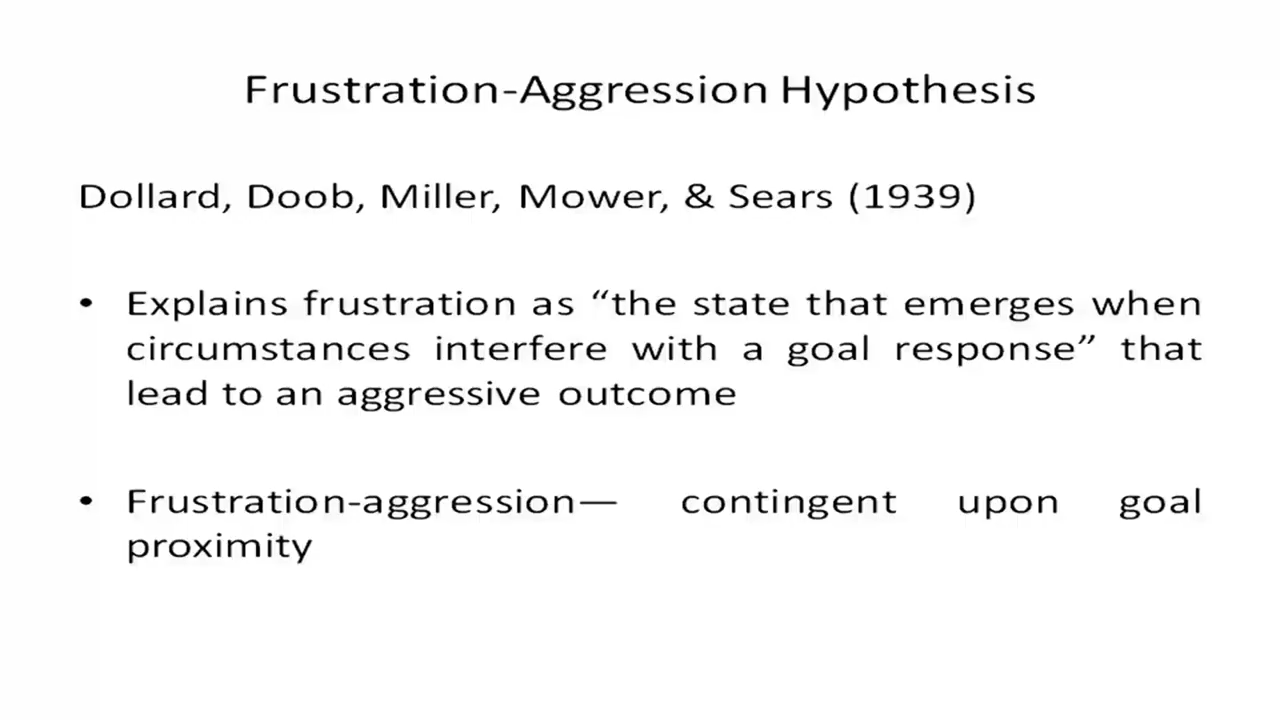 Frustration-Aggression Hypothesis
Dollard, Doob, Miller, Mower, & Sears (1939)
• Explains frustration as “the state that emerges when
circumstances interfere with a goal response” that
lead to an aggressive outcome
• Frustration-aggression— contingent upon goal
proximity